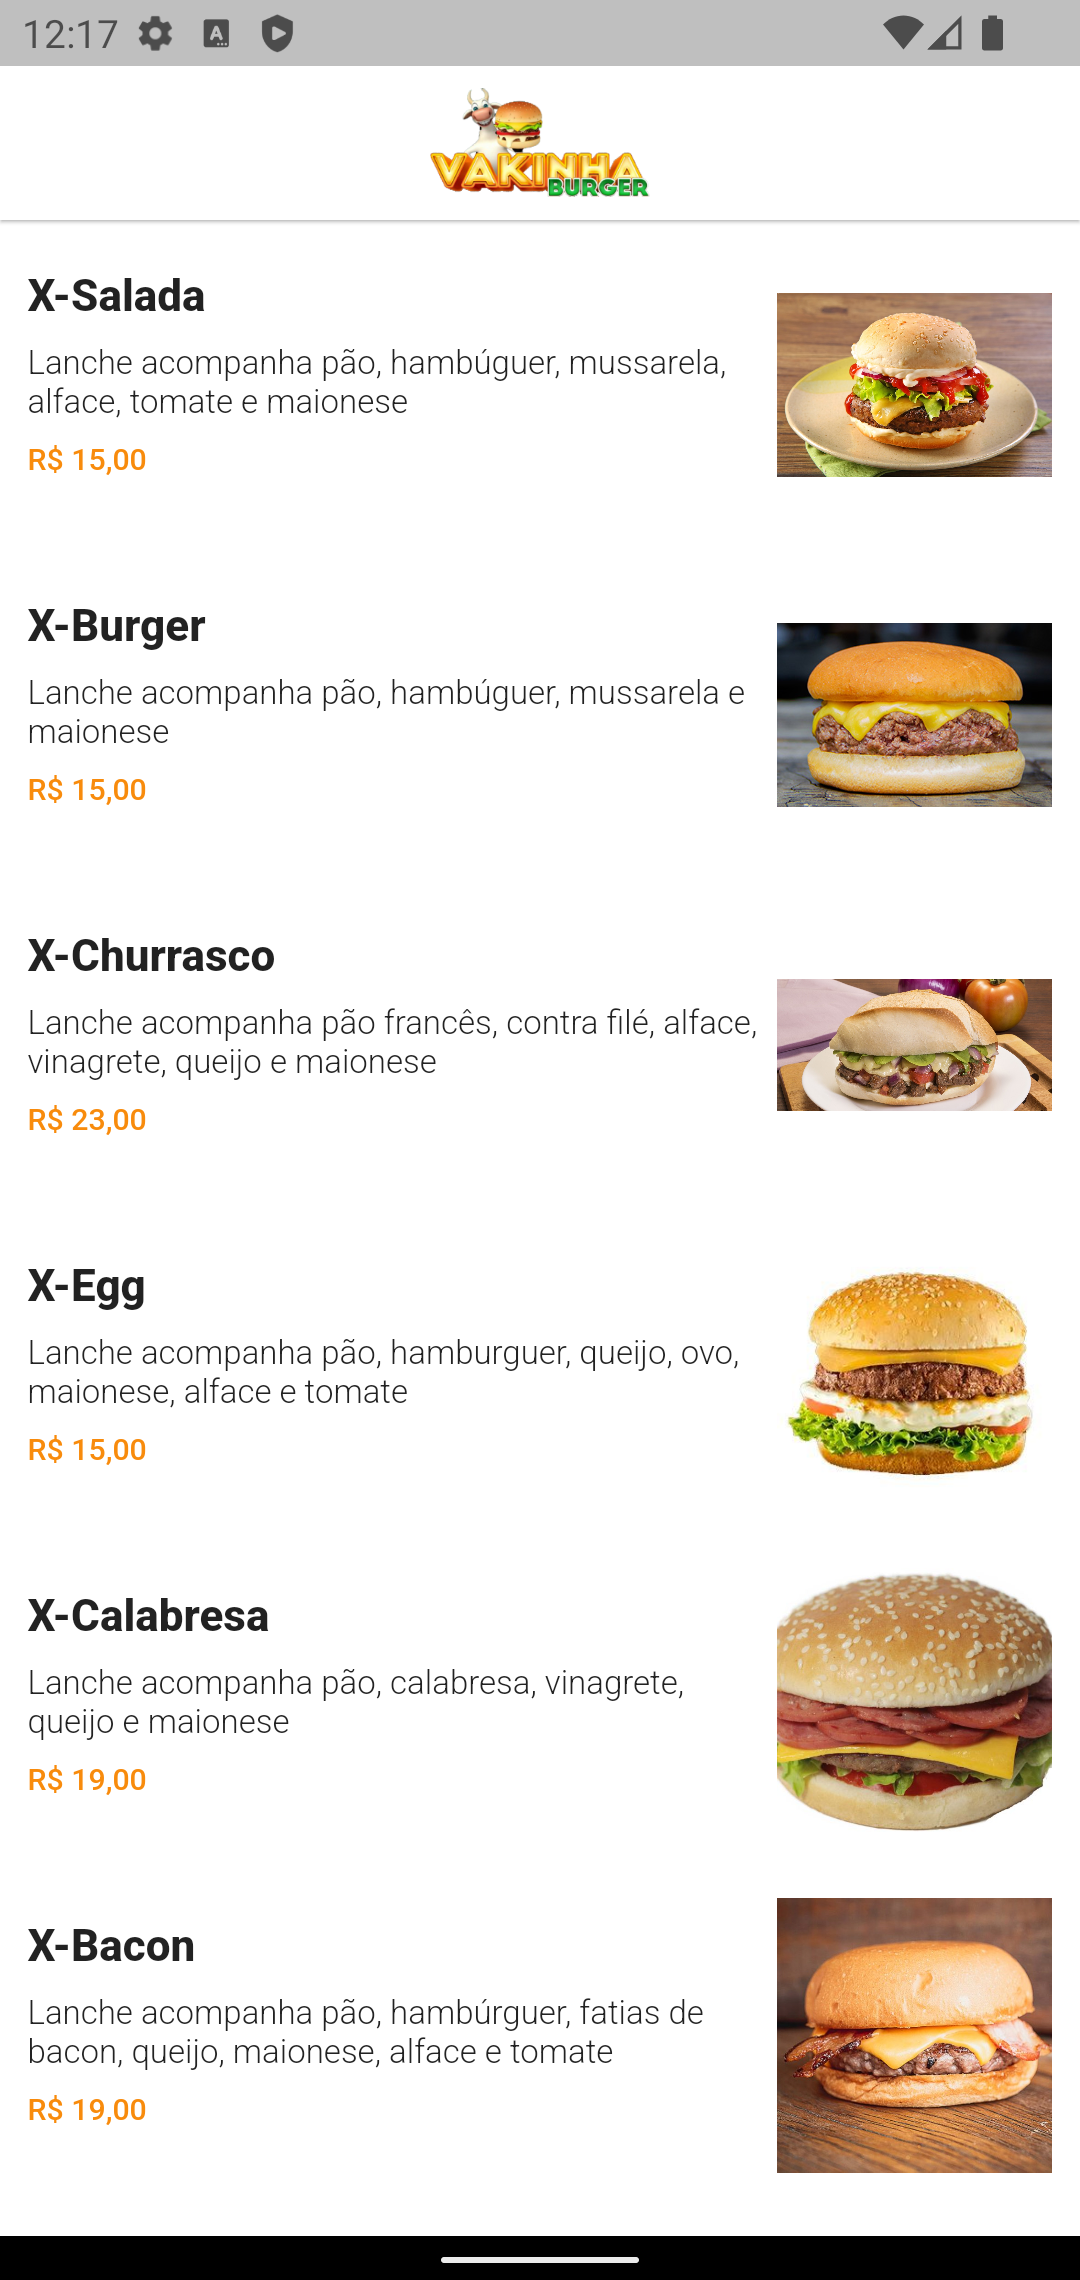 12:17
VAKINHA
BURGER
X-Salada
Lanche acompanha pão, hambúguer, mussarela,
alface, tomate e maionese
R$ 15,00
X-Burger
Lanche acompanha pão, hambúguer, mussarela e
maionese
R$ 15,00
X-Churrasco
Lanche acompanha pão francês, contra filé, alface,
vinagrete, queijo e maionese
R$ 23,00
X-Egg
Lanche acompanha pão, hamburguer, queijo, ovo,
maionese, alface e tomate
R$ 15,00
X-Calabresa
Lanche acompanha pão, calabresa, vinagrete,
queijo e maionese
R$ 19,00
X-Bacon
Lanche acompanha pão, hambúrguer, fatias de
bacon, queijo, maionese, alface e tomate
R$ 19,00